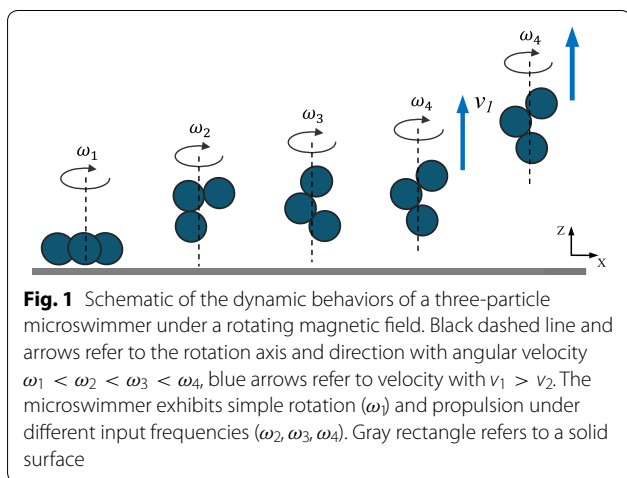 ω₁
ω₂
ω₃
ω₄
v₁
ω₄
z
x
Fig. 1 Schematic of the dynamic behaviors of a three-particle
microswimmer under a rotating magnetic field. Black dashed line and
arrows refer to the rotation axis and direction with angular velocity
ω₁ < ω₂ < ω₃ < ω₄, blue arrows refer to velocity with v₁ > v₂. The
microswimmer exhibits simple rotation (ω₁) and propulsion under
different input frequencies (ω₂, ω₃, ω₄). Gray rectangle refers to a solid
surface